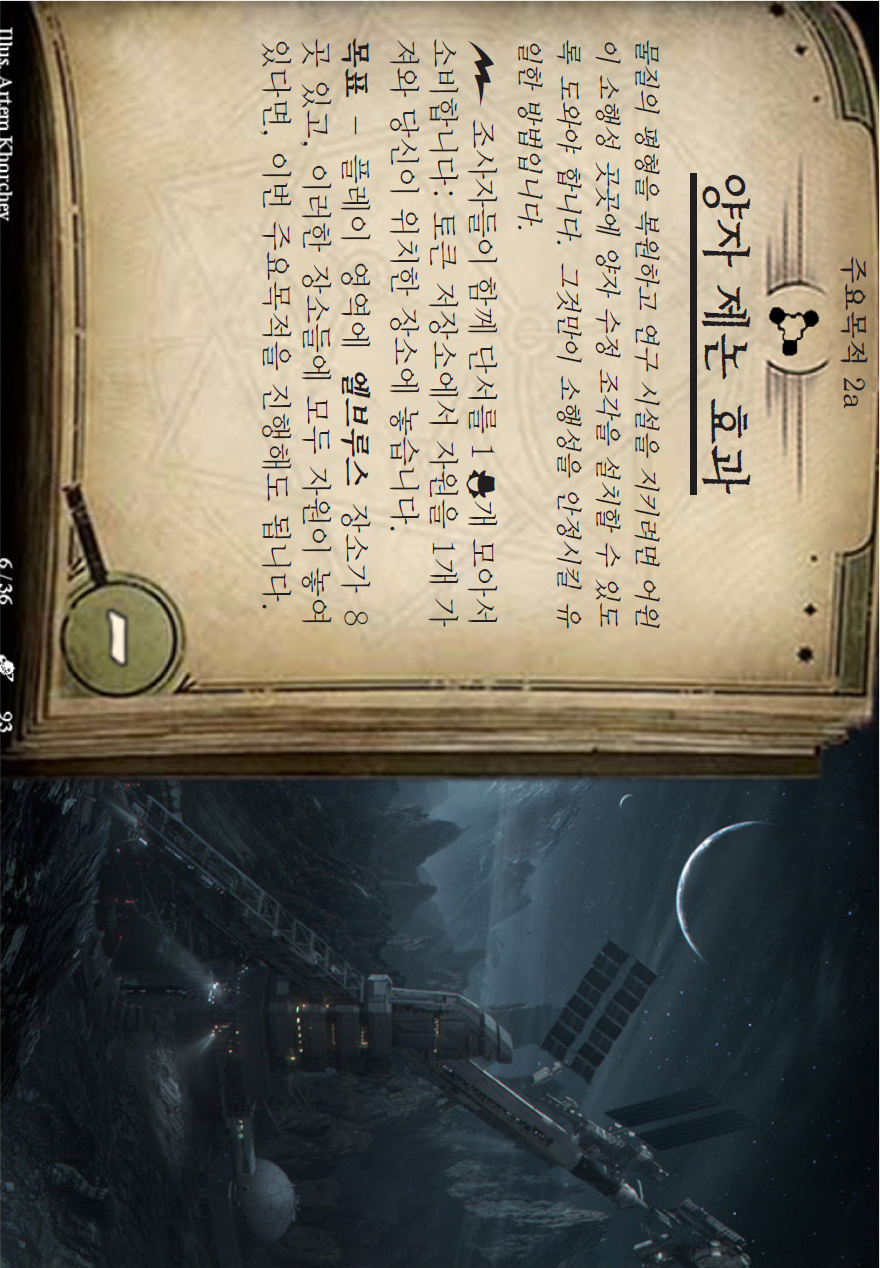 주요목적 2a
양자 제논 효과
물질의 평형을 복원하고 연구 시설을 지키려면 어원
이 소행성 곳곳에 양자 수정 조각을 설치할 수 있도
록 도와야 합니다. 그것만이 소행성을 안정시킬 유
일한 방법입니다.
조사자들이 함께 단서를 1개 모아서
소비합니다: 토큰 저장소에서 자원을 1개 가
져와 당신이 위치한 장소에 놓습니다.
목표 – 플레이 영역에 엘브루스 장소가 8
곳 있고, 이러한 장소들에 모두 자원이 놓여
있다면, 이번 주요목적을 진행해도 됩니다.
–
Illus. Artem Khorchev
6 / 36
93